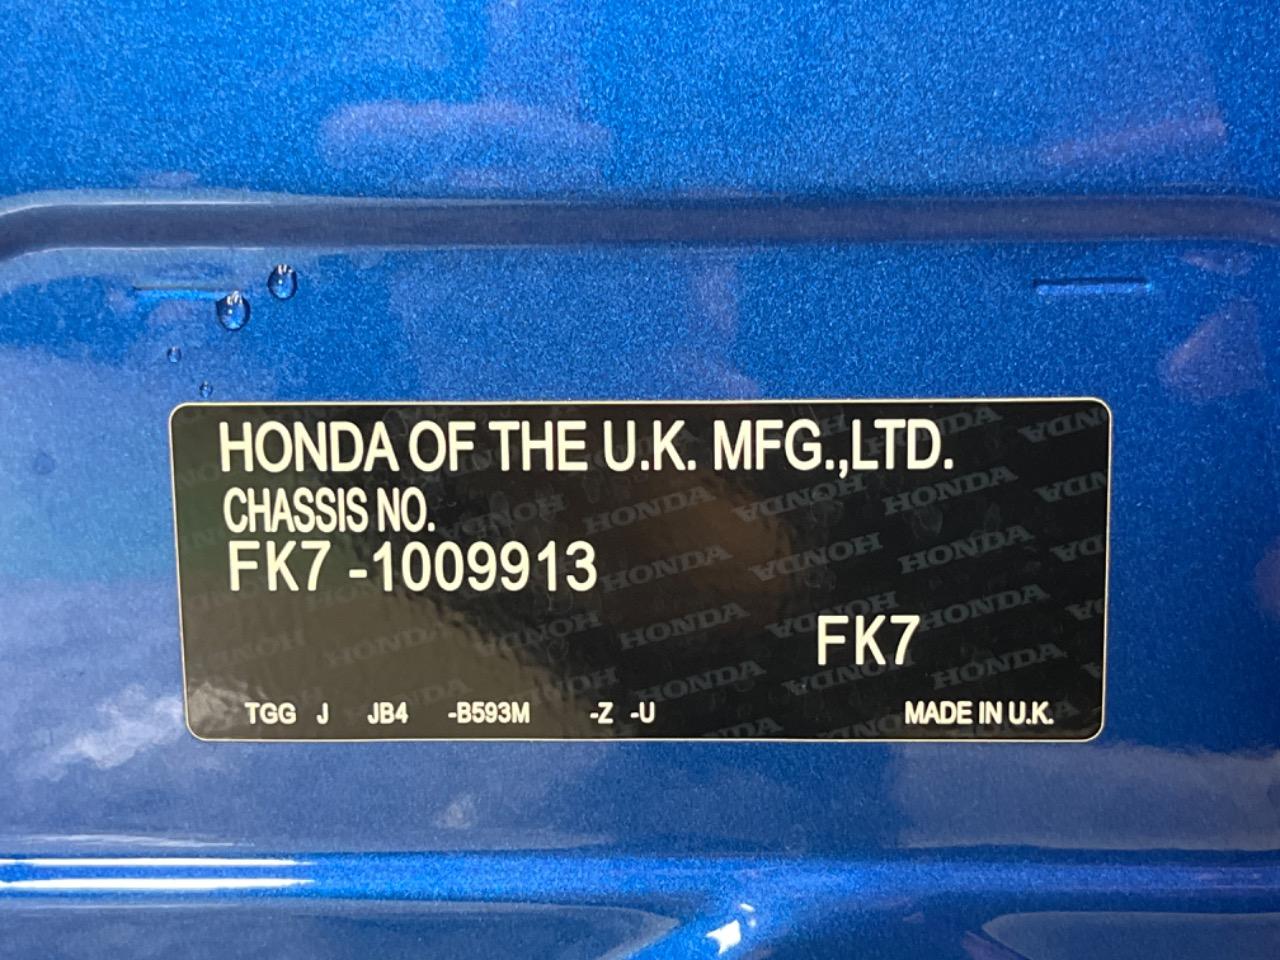 HONDA OF THE U.K. MFG.,LTD.
CHASSIS NO.
FK7 -1009913
FK7
TGG J JB4 -B593M -Z -U MADE IN U.K.